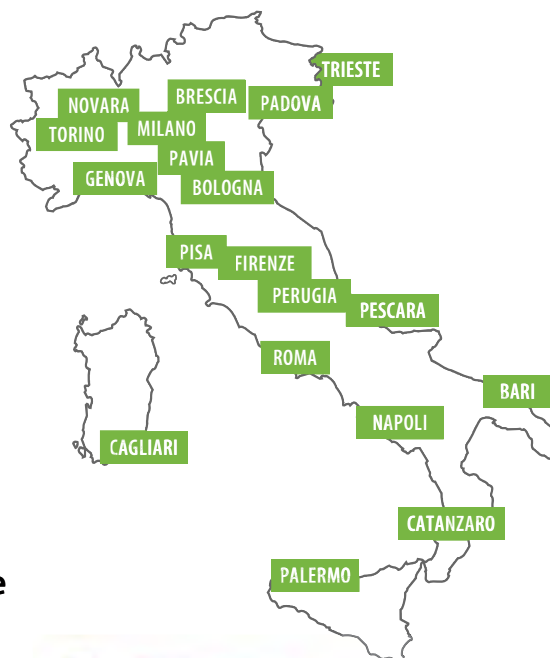 TRIESTE
BRESCIA
NOVARA
PADOVA
TORINO
MILANO
PAVIA
GENOVA
BOLOGNA
PISA
FIRENZE
PERUGIA
PESCARA
ROMA
BARI
NAPOLI
CAGLIARI
CATANZARO
PALERMO
e